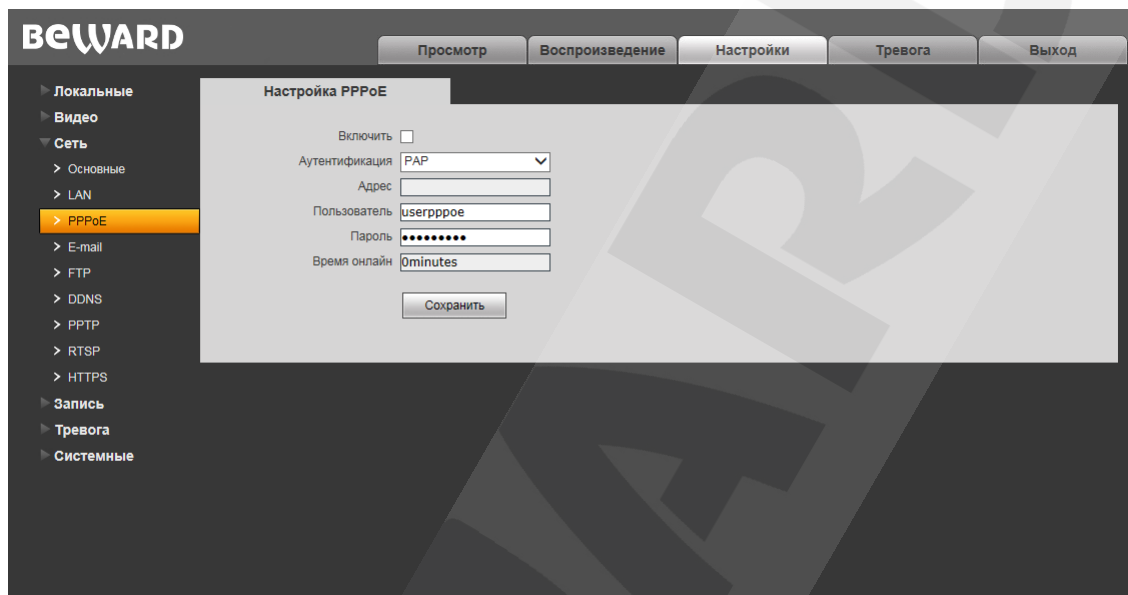 BEWARD
Просмотр Воспроизведение Настройки Тревога Выход
Локальные
Видео
Сеть
> Основные
> LAN
> PPPoE
> E-mail
> FTP
> DDNS
> PPTP
> RTSP
> HTTPS
Запись
Тревога
Системные
Настройка PPPoE
Включить
Аутентификация PAP
Адрес
Пользователь userpppoe
Пароль •••••••••
Время онлайн 0minutes
Сохранить